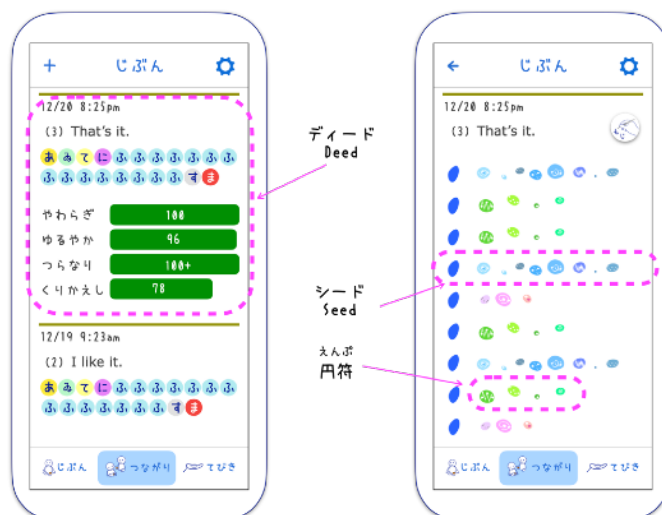 じぶん
12/20 8:25pm
(3) That's it.
あゐてにふふふふふふふ
ふふふふふふふふすま
やわらぎ 100
ゆるやか 96
つらなり 100+
くりかえし 78
12/19 9:23am
(2) I like it.
あゐてにふふふふふふふ
ふふふふふふふすま
じぶん つながり てびき
ディード
Deed
シード
Seed
えんぷ
円符
じぶん
12/20 8:25pm
(3) That's it.
じぶん つながり てびき